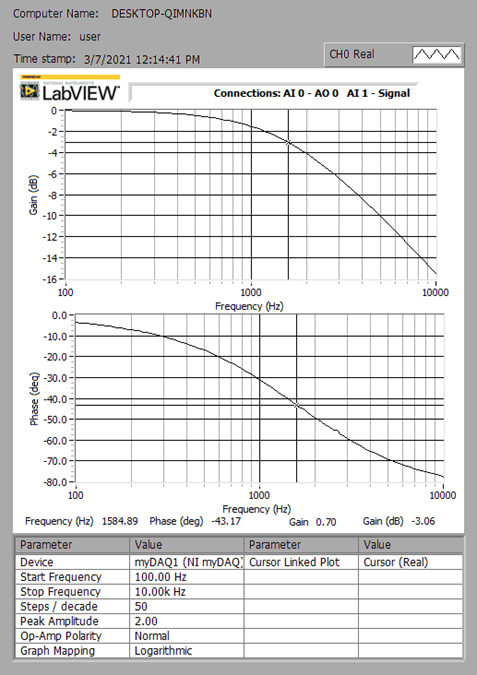 Computer Name: DESKTOP-QIMNKBN
User Name: user
Time stamp: 3/7/2021 12:14:41 PM
CH0 Real
POWERED BY
NATIONAL INSTRUMENTS
LabVIEW™
Connections: AI 0 - AO 0 AI 1 - Signal
Gain (dB)
0-
-2-
-4-
-6-
-8-
-10-
-12-
-14-
-16-
100 1000 10000
Frequency (Hz)
Phase (deg)
0.0-
-10.0-
-20.0-
-30.0-
-40.0-
-50.0-
-60.0-
-70.0-
-80.0-
100 1000 10000
Frequency (Hz)
Frequency (Hz) 1584.89 Phase (deg) -43.17 Gain 0.70 Gain (dB) -3.06
Parameter Value Parameter Value
Device myDAQ1 (NI myDAQ) Cursor Linked Plot Cursor (Real)
Start Frequency 100.00 Hz
Stop Frequency 10.00k Hz
Steps / decade 50
Peak Amplitude 2.00
Op-Amp Polarity Normal
Graph Mapping Logarithmic